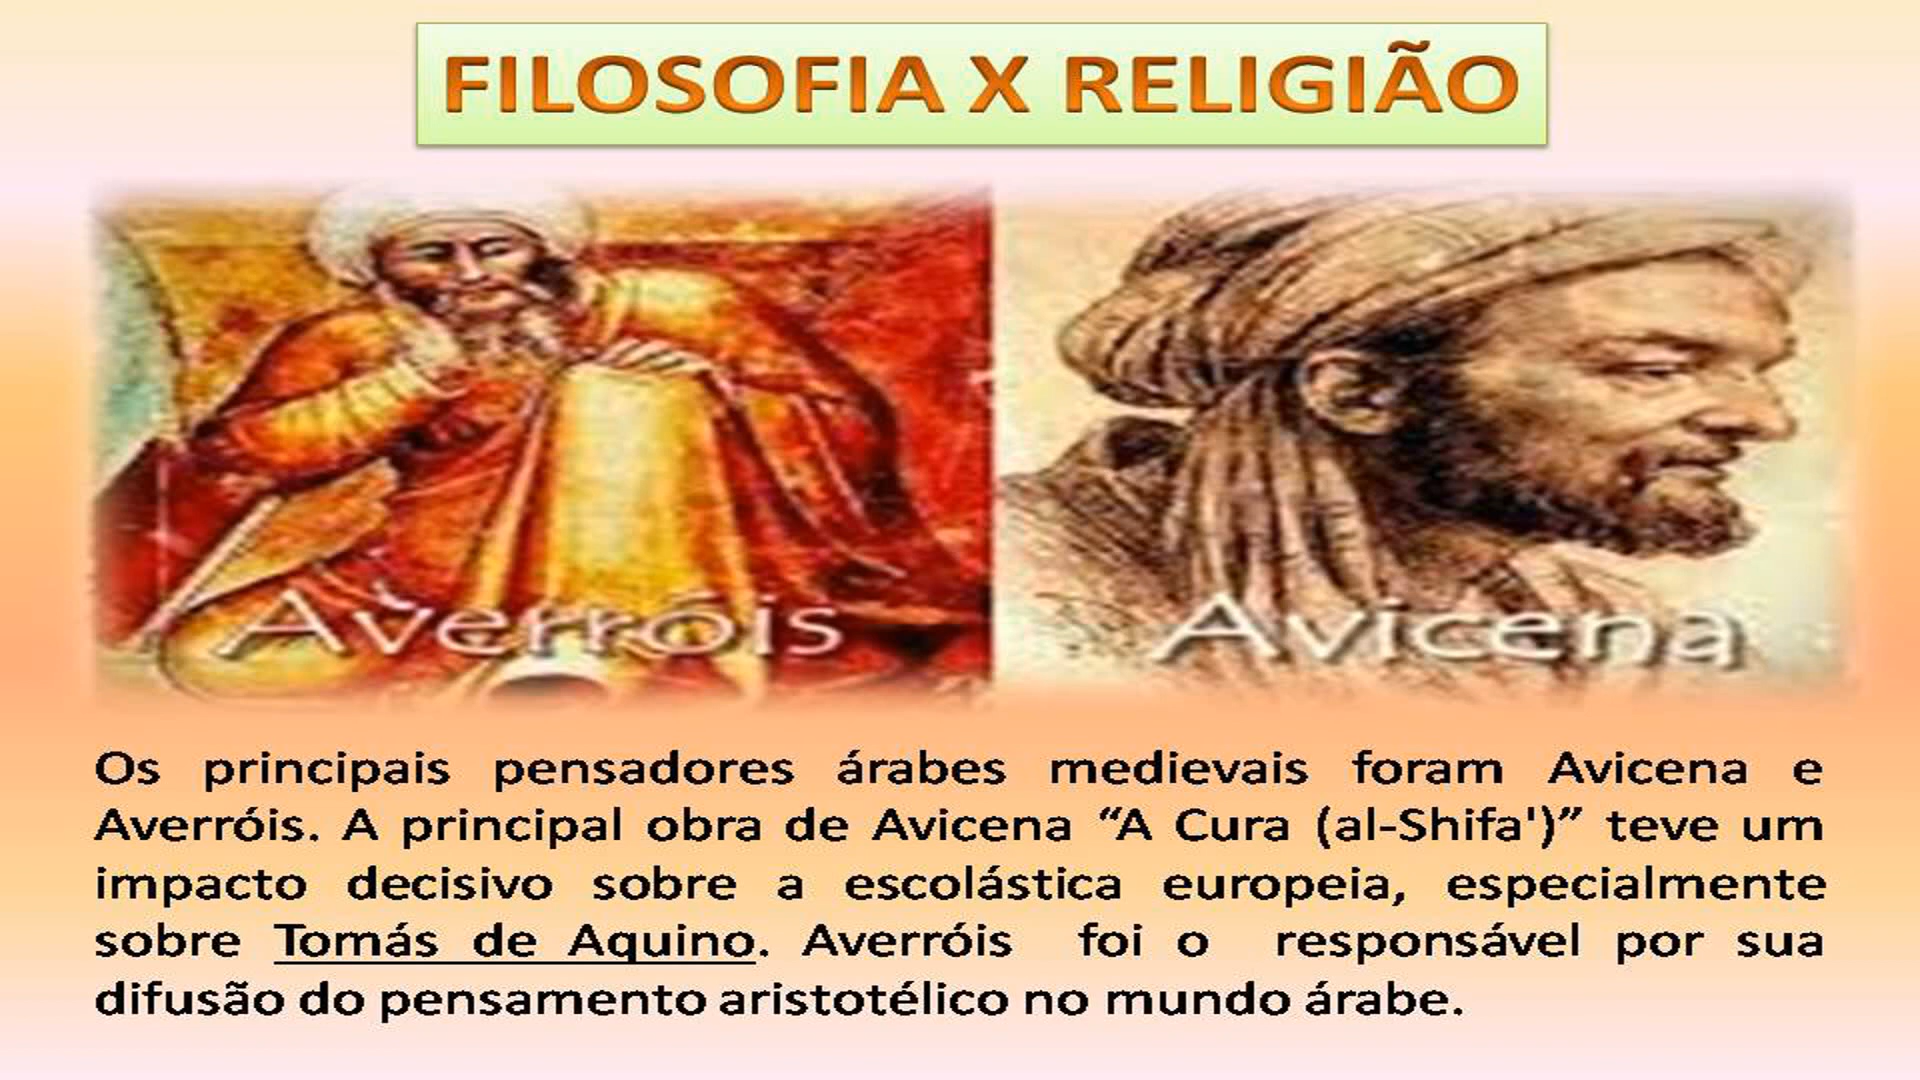 FILOSOFIA X RELIGIÃO
Averróis
Avicena
Os principais pensadores árabes medievais foram Avicena e
Averróis. A principal obra de Avicena “A Cura (al-Shifa')” teve um
impacto decisivo sobre a escolástica europeia, especialmente
sobre Tomás de Aquino. Averróis foi o responsável por sua
difusão do pensamento aristotélico no mundo árabe.